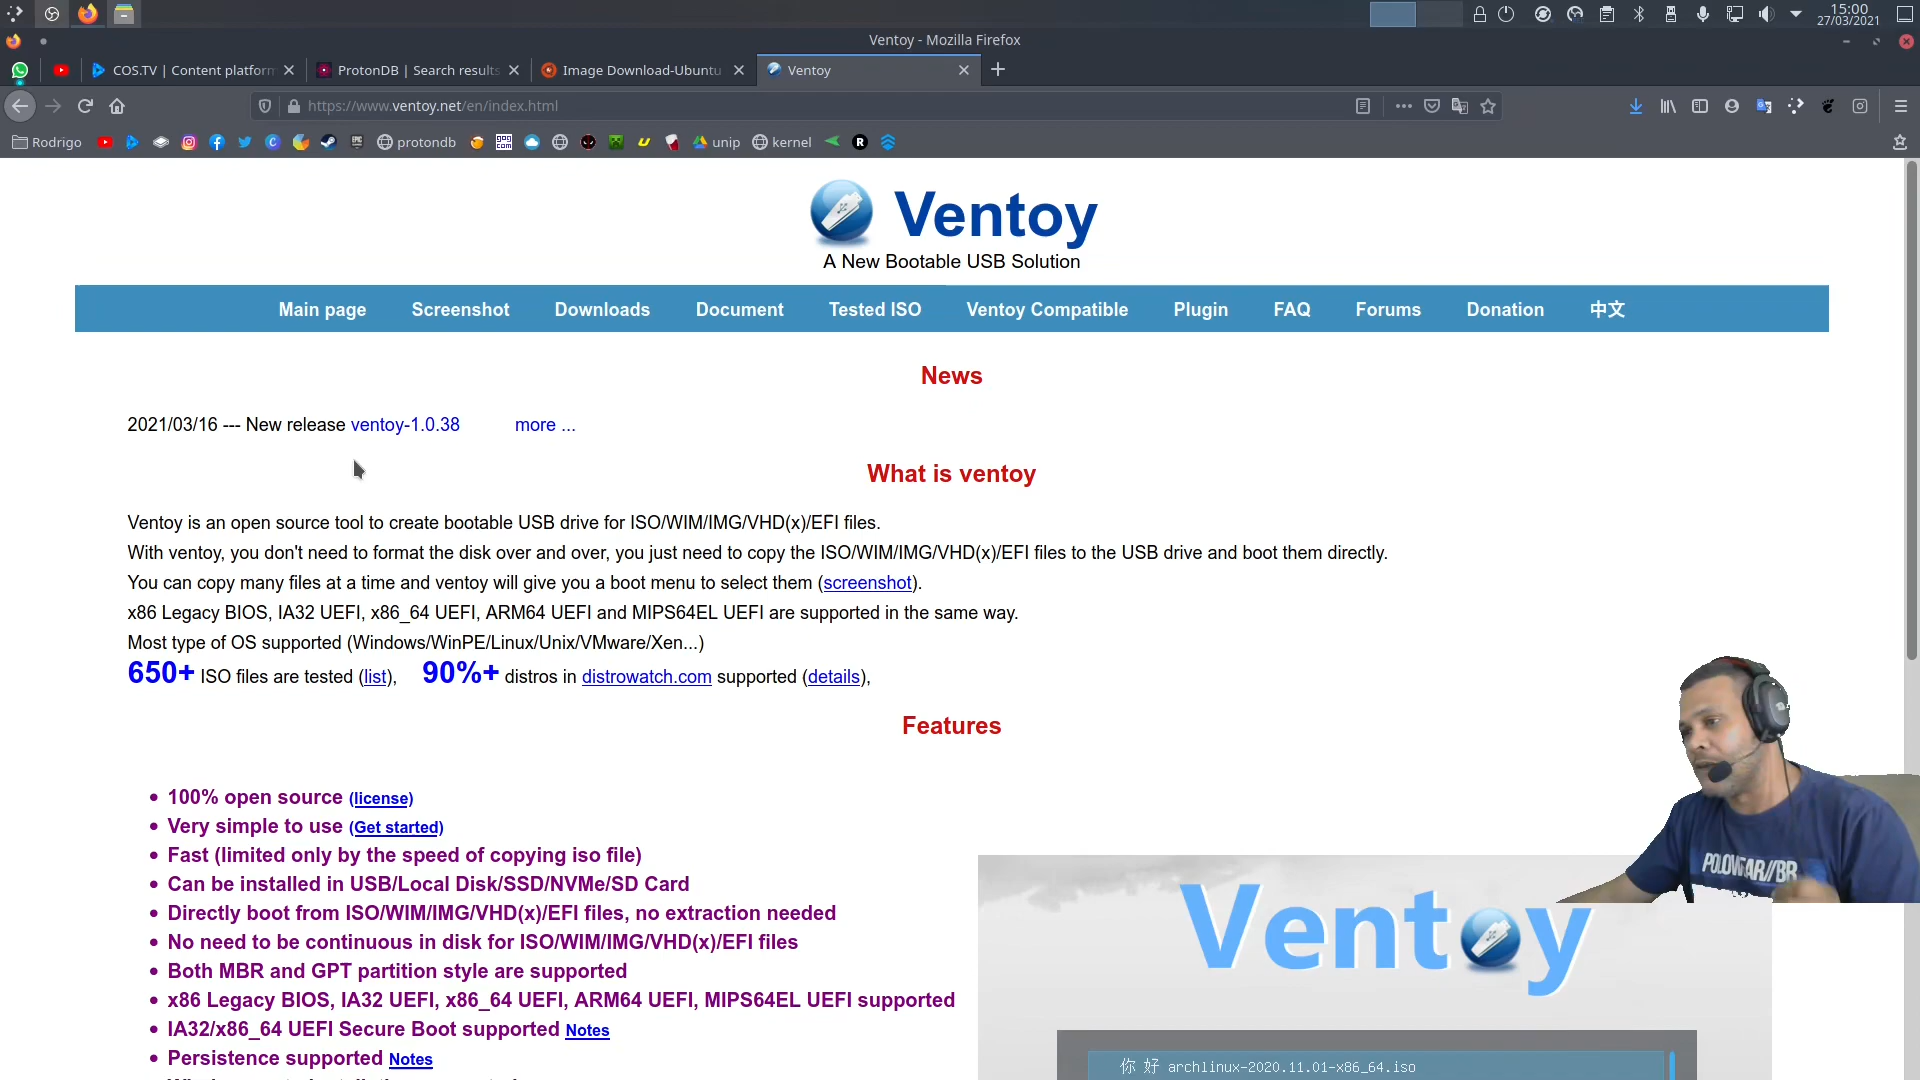 15:00
27/03/2021
Ventoy - Mozilla Firefox
COS.TV | Content platform
ProtonDB | Search results
Image Download-Ubuntu
Ventoy
https://www.ventoy.net/en/index.html
Rodrigo
protondb
unip
kernel
Ventoy
A New Bootable USB Solution
Main page Screenshot Downloads Document Tested ISO Ventoy Compatible Plugin FAQ Forums Donation 中文
News
2021/03/16 --- New release ventoy-1.0.38 more ...
What is ventoy
Ventoy is an open source tool to create bootable USB drive for ISO/WIM/IMG/VHD(x)/EFI files.
With ventoy, you don't need to format the disk over and over, you just need to copy the ISO/WIM/IMG/VHD(x)/EFI files to the USB drive and boot them directly.
You can copy many files at a time and ventoy will give you a boot menu to select them (screenshot).
x86 Legacy BIOS, IA32 UEFI, x86_64 UEFI, ARM64 UEFI and MIPS64EL UEFI are supported in the same way.
Most type of OS supported (Windows/WinPE/Linux/Unix/VMware/Xen...)
650+ ISO files are tested (list), 90%+ distros in distrowatch.com supported (details),
Features
• 100% open source (license)
• Very simple to use (Get started)
• Fast (limited only by the speed of copying iso file)
• Can be installed in USB/Local Disk/SSD/NVMe/SD Card
• Directly boot from ISO/WIM/IMG/VHD(x)/EFI files, no extraction needed
• No need to be continuous in disk for ISO/WIM/IMG/VHD(x)/EFI files
• Both MBR and GPT partition style are supported
• x86 Legacy BIOS, IA32 UEFI, x86_64 UEFI, ARM64 UEFI, MIPS64EL UEFI supported
• IA32/x86_64 UEFI Secure Boot supported Notes
• Persistence supported Notes
Ventoy
你 好 archlinux-2020.11.01-x86_64.iso